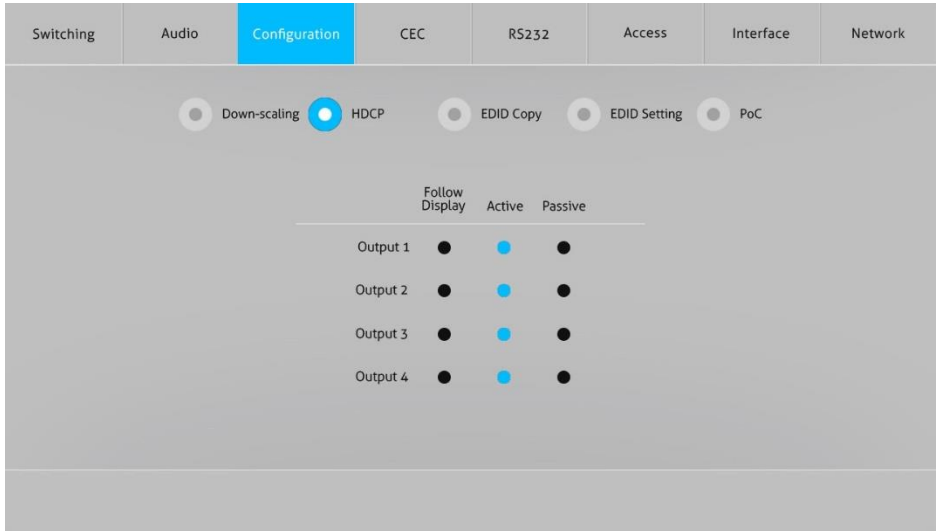 Switching Audio Configuration CEC RS232 Access Interface Network
Down-scaling HDCP EDID Copy EDID Setting PoC
Follow
Display Active Passive
Output 1
Output 2
Output 3
Output 4